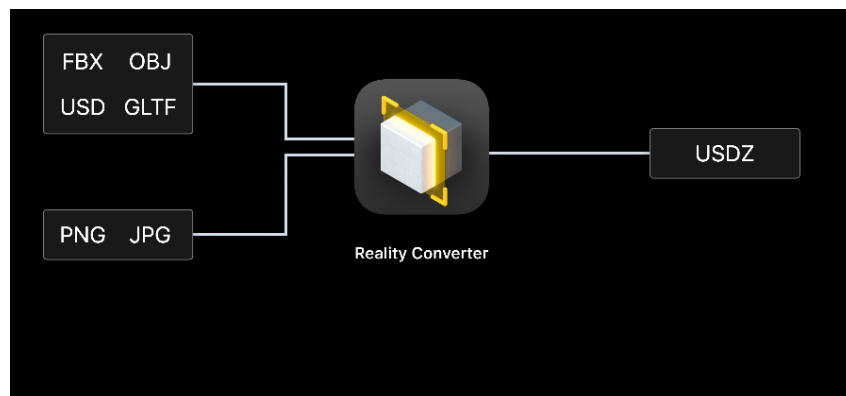 FBX OBJ
USD GLTF
PNG JPG
Reality Converter
USDZ